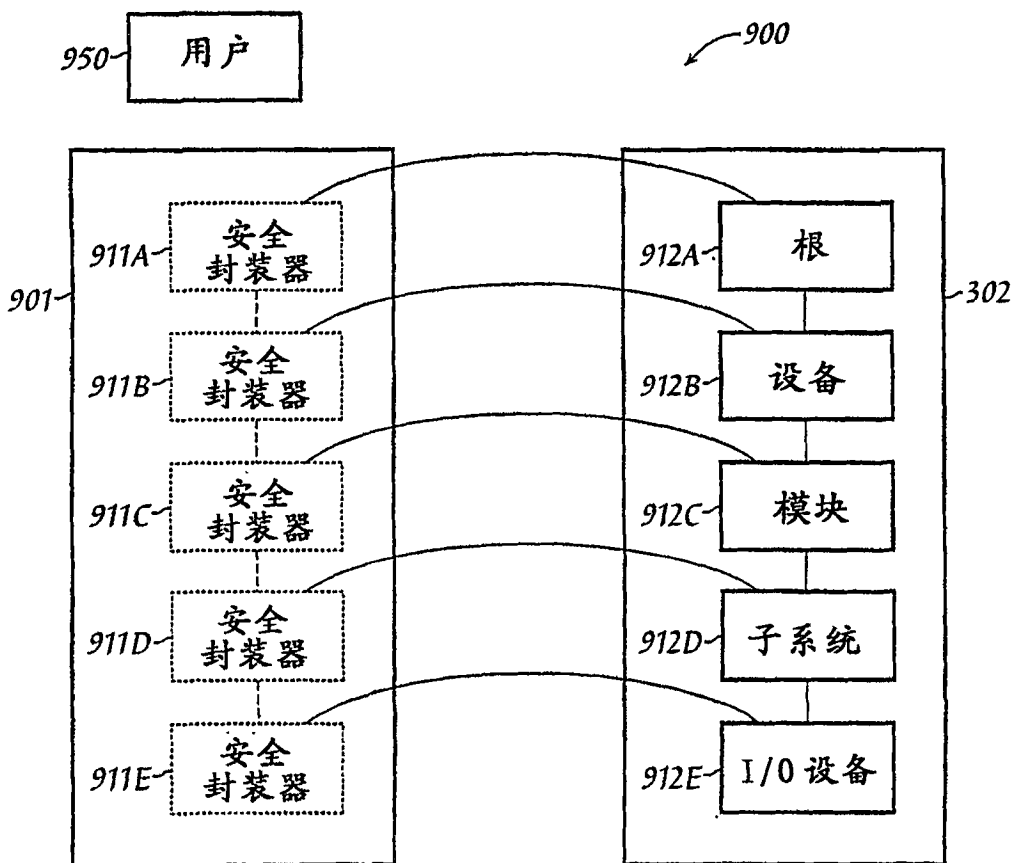 950
用户
900
901
302
911A
安全
封装器
912A
根
911B
安全
封装器
912B
设备
911C
安全
封装器
912C
模块
911D
安全
封装器
912D
子系统
911E
安全
封装器
912E
I/O 设备